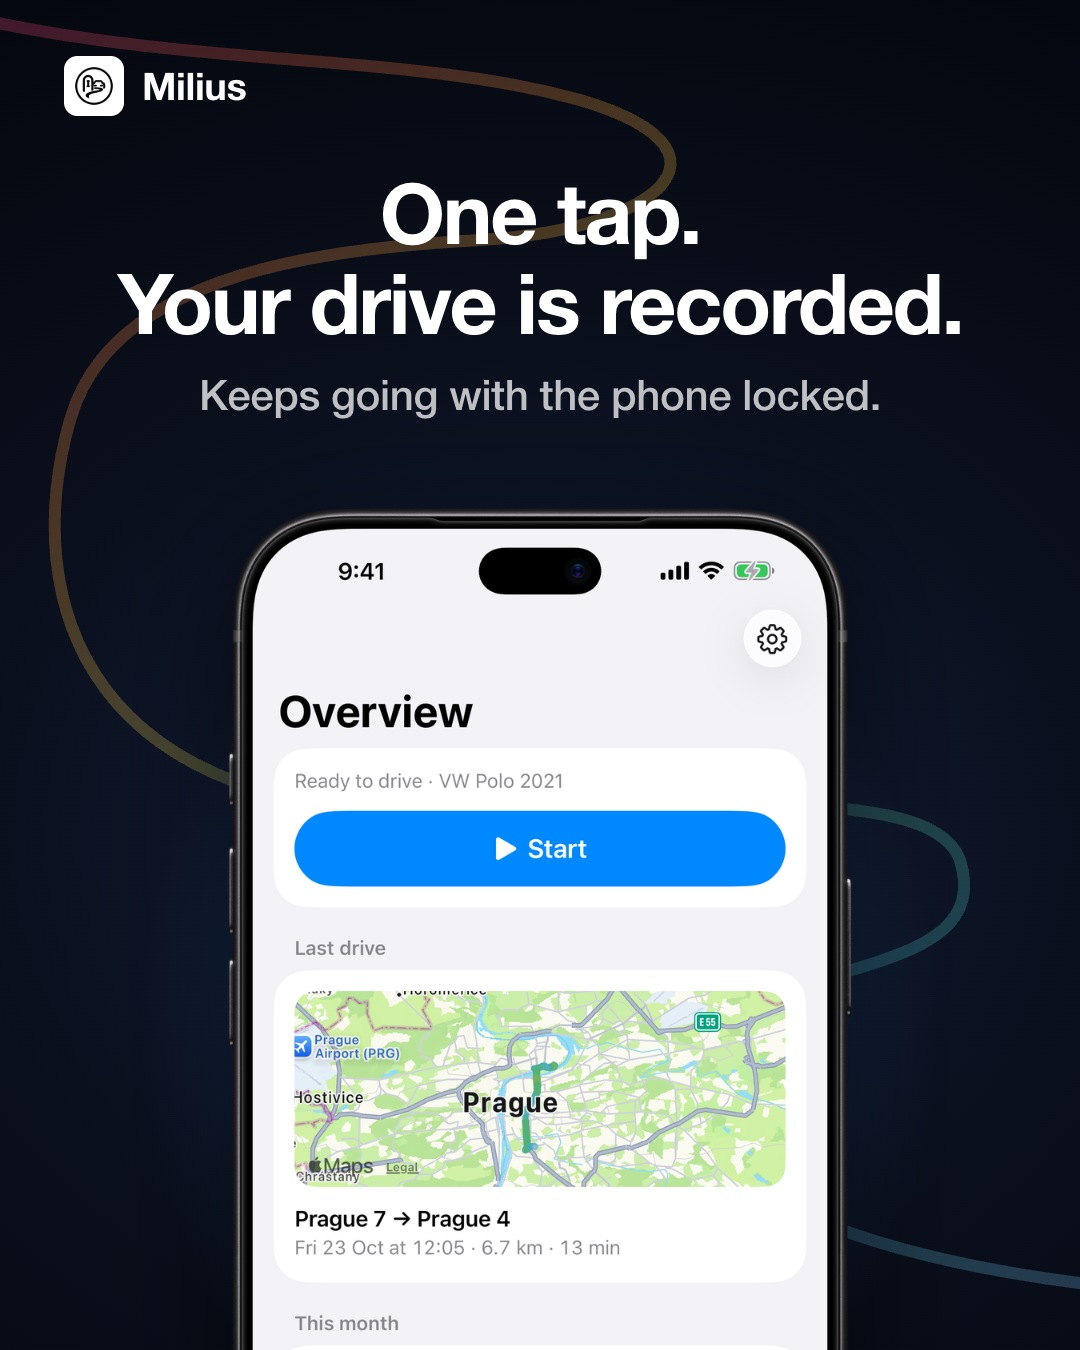 Milius
One tap.
Your drive is recorded.
Keeps going with the phone locked.
9:41
Overview
Ready to drive · VW Polo 2021
Start
Last drive
E55
Prague
Airport (PRG)
Hostivice
Prague
Maps Legal
Chrášťany
Prague 7 → Prague 4
Fri 23 Oct at 12:05 · 6.7 km · 13 min
This month